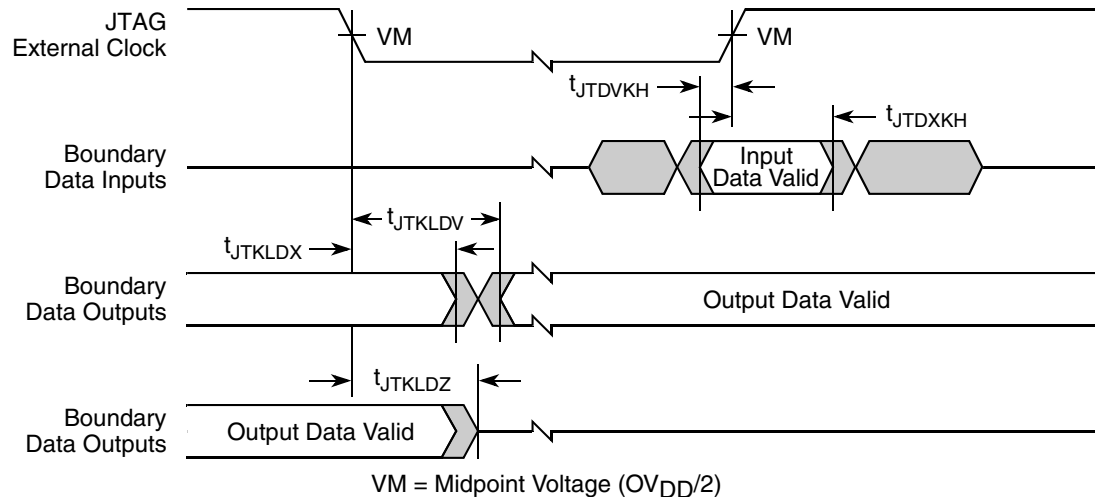 JTAG
External Clock
VM
VM
tJTDVKH
tJTDXKH
Boundary
Data Inputs
Input
Data Valid
tJTKLDV
tJTKLDX
Boundary
Data Outputs
Output Data Valid
tJTKLDZ
Boundary
Data Outputs
Output Data Valid
VM = Midpoint Voltage (OVDD/2)